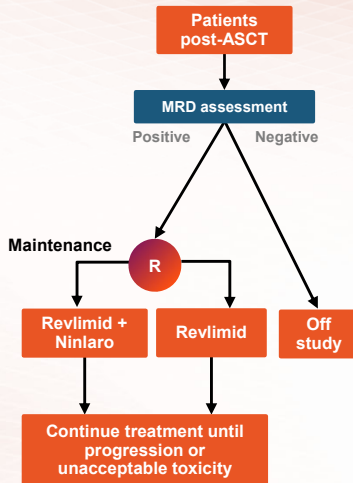 Patients
post-ASCT
MRD assessment
Positive
Negative
Maintenance
R
Revlimid +
Ninlaro
Revlimid
Off
study
Continue treatment until
progression or
unacceptable toxicity